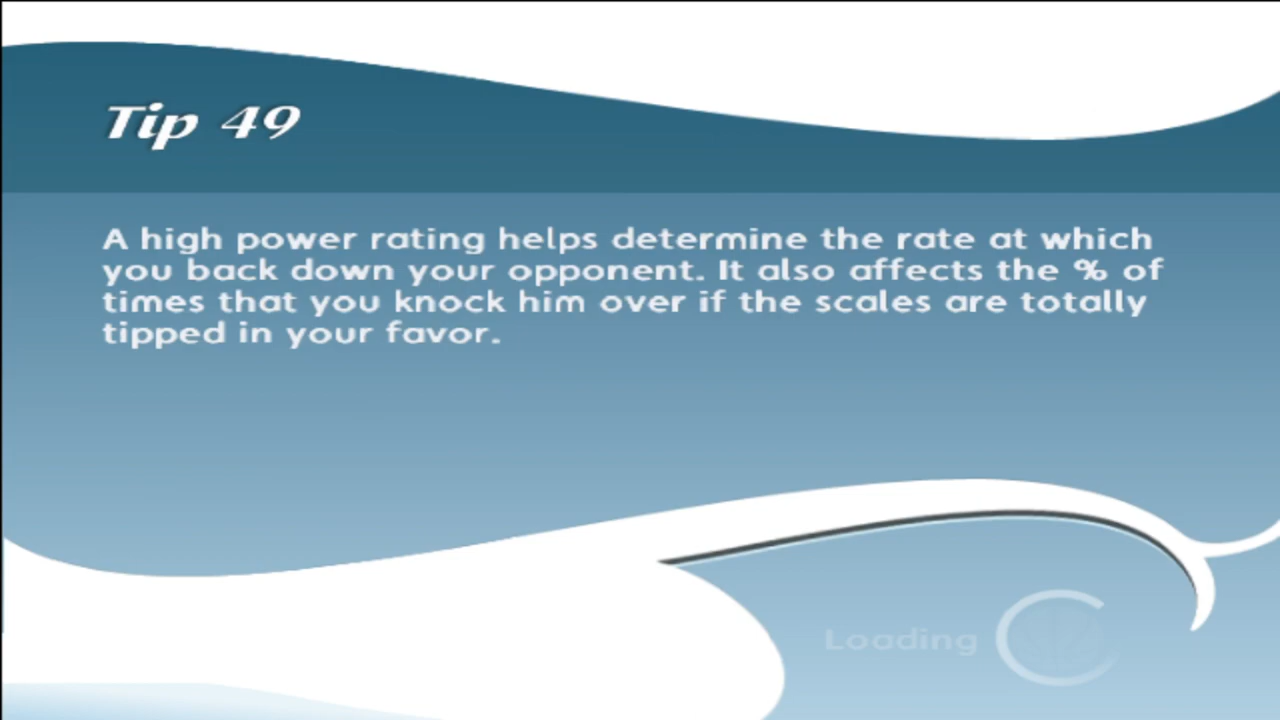 Tip 49
A high power rating helps determine the rate at which
you back down your opponent. It also affects the % of
times that you knock him over if the scales are totally
tipped in your favor.
Loading